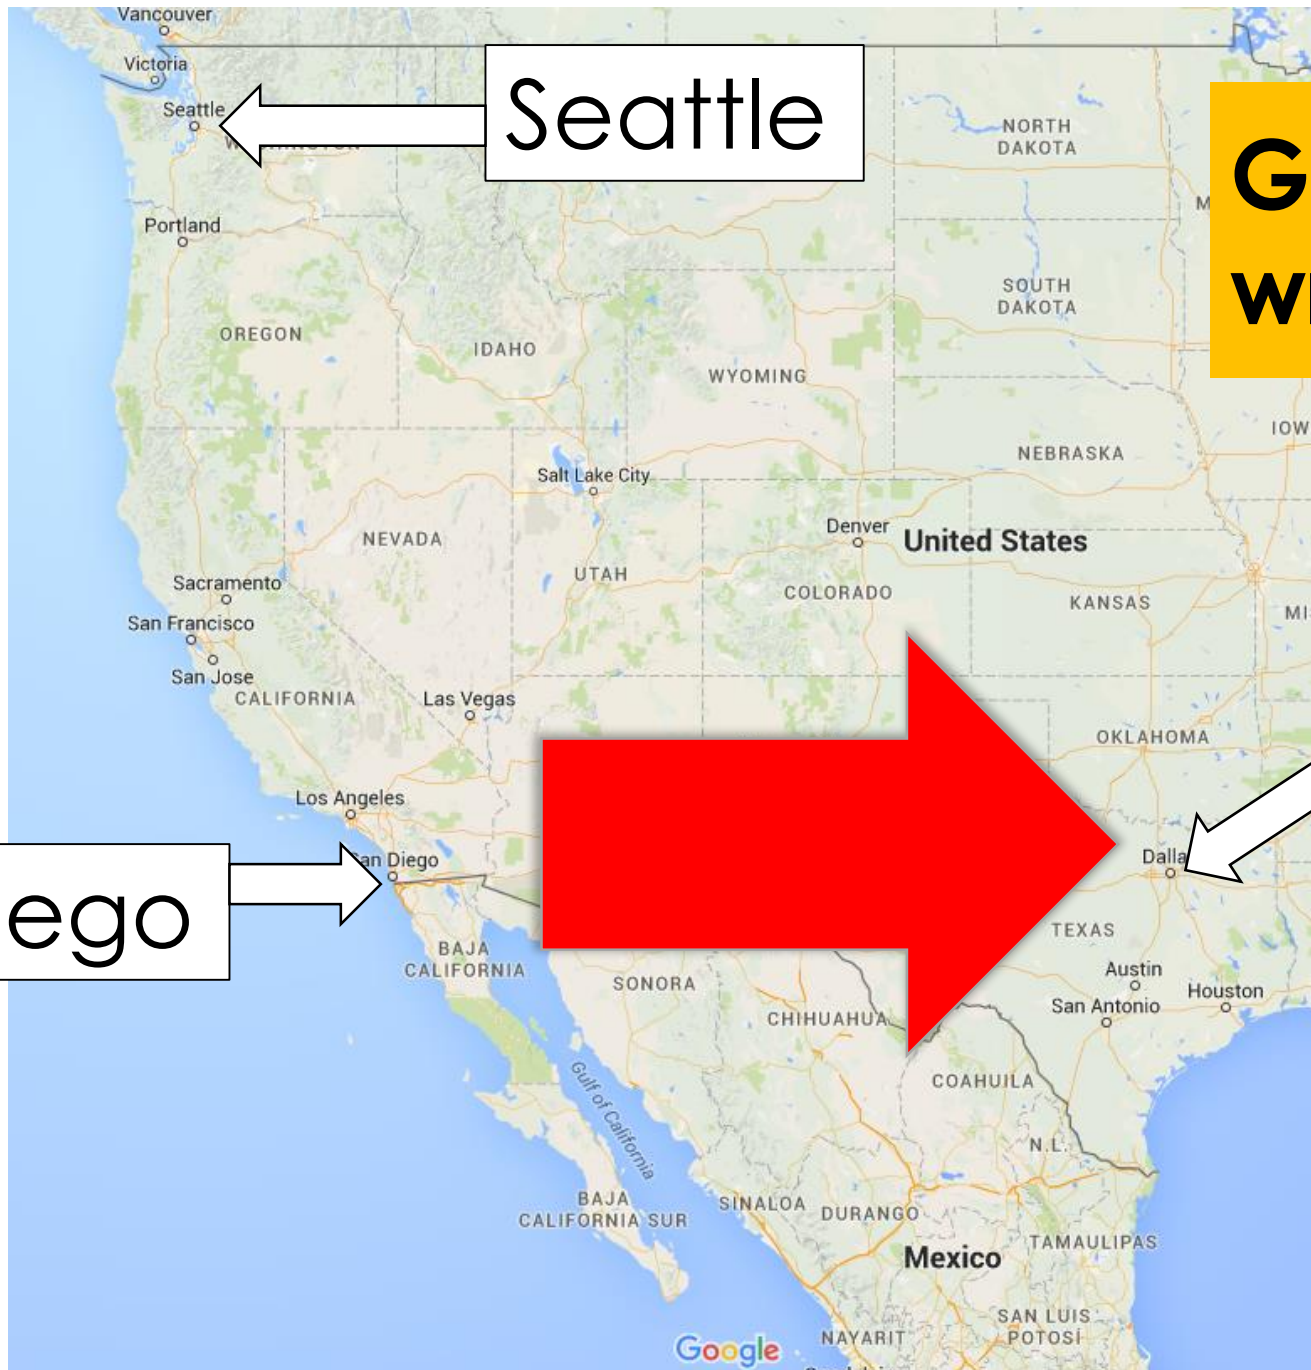 Vancouver
Victoria
Seattle
Seattle
Portland
NORTH
DAKOTA
G
WI
SOUTH
DAKOTA
OREGON
IDAHO
WYOMING
IOW
NEBRASKA
Salt Lake City
Denver
United States
NEVADA
UTAH
COLORADO
KANSAS
MI
Sacramento
San Francisco
San Jose
CALIFORNIA
Las Vegas
OKLAHOMA
Los Angeles
San Diego
ego
Dalla
TEXAS
BAJA
CALIFORNIA
SONORA
Austin
San Antonio
Houston
CHIHUAHUA
COAHUILA
Gulf of California
N.L.
BAJA
CALIFORNIA SUR
SINALOA
DURANGO
TAMAULIPAS
Mexico
SAN LUIS
POTOSÍ
NAYARIT
Google